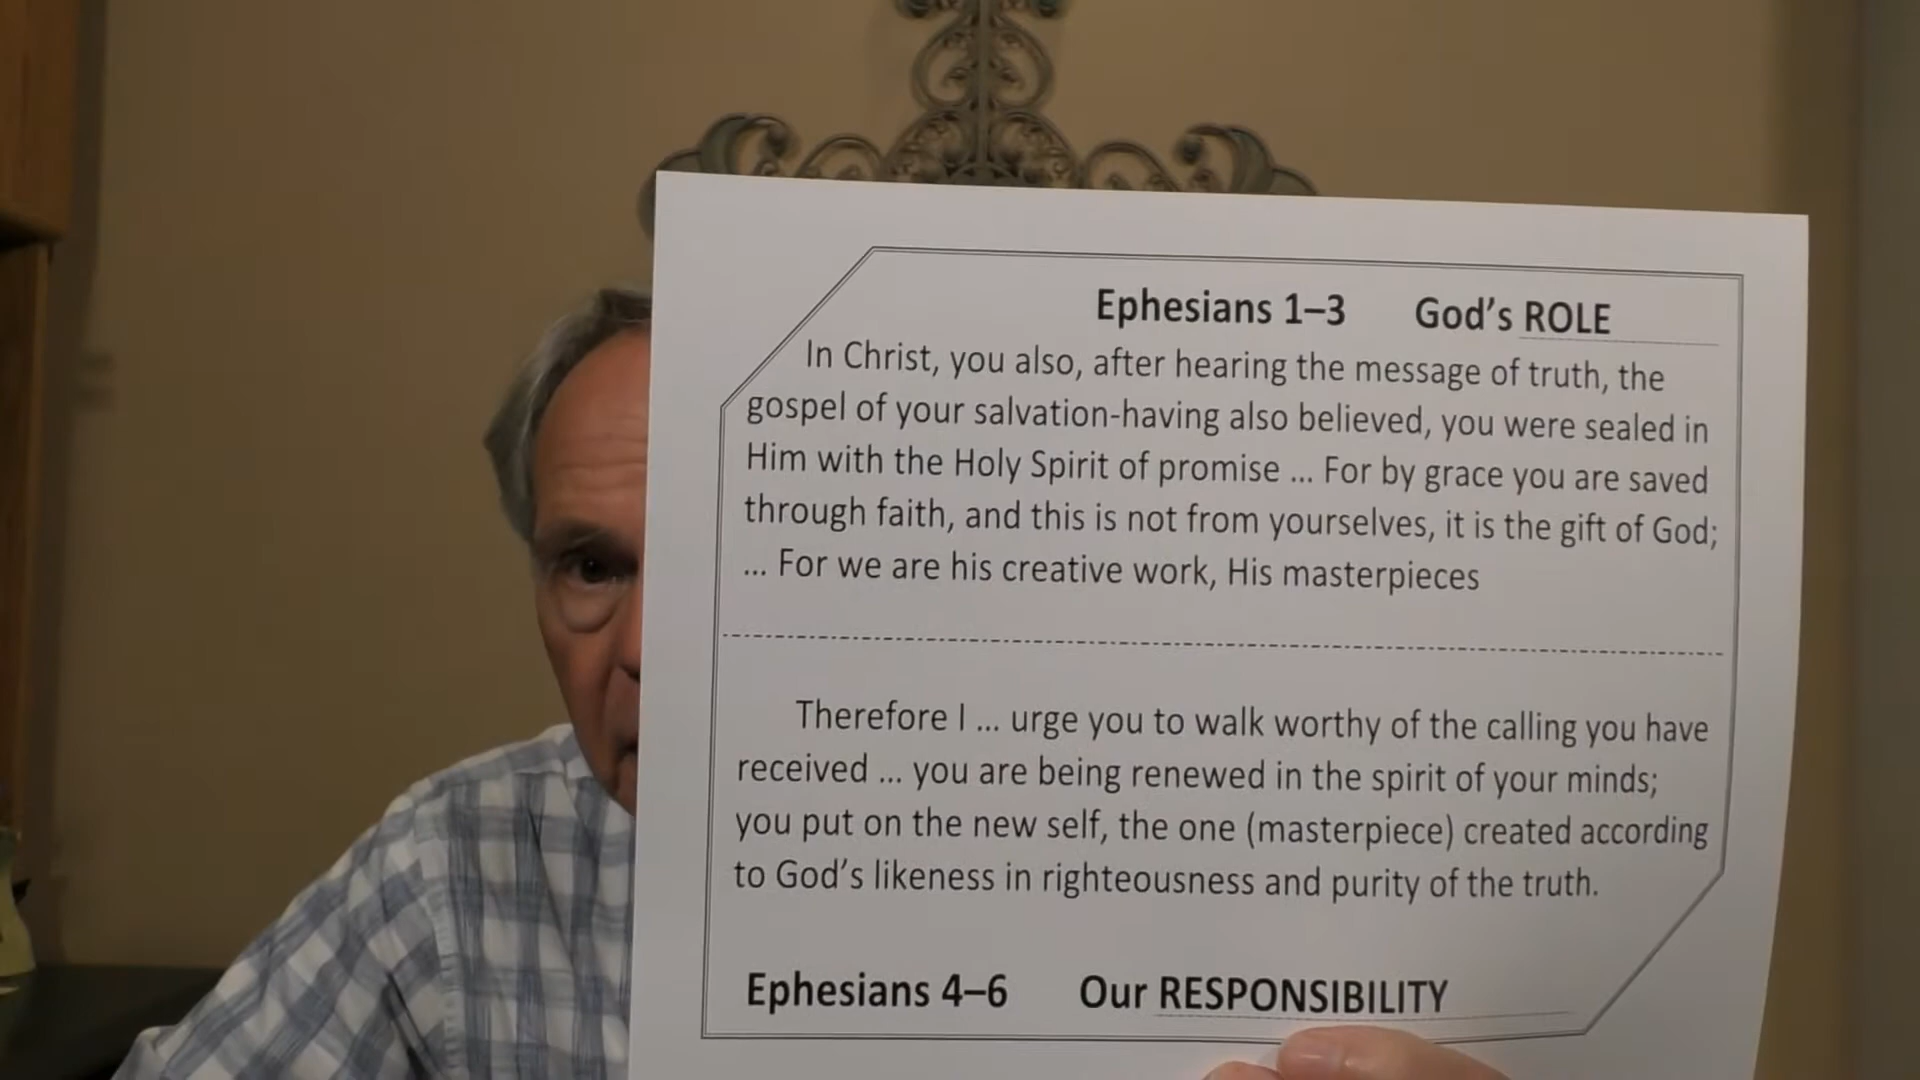 Ephesians 1–3 God's ROLE
In Christ, you also, after hearing the message of truth, the
gospel of your salvation-having also believed, you were sealed in
Him with the Holy Spirit of promise ... For by grace you are saved
through faith, and this is not from yourselves, it is the gift of God;
... For we are his creative work, His masterpieces
Therefore I ... urge you to walk worthy of the calling you have
received ... you are being renewed in the spirit of your minds;
you put on the new self, the one (masterpiece) created according
to God's likeness in righteousness and purity of the truth.
Ephesians 4–6 Our RESPONSIBILITY